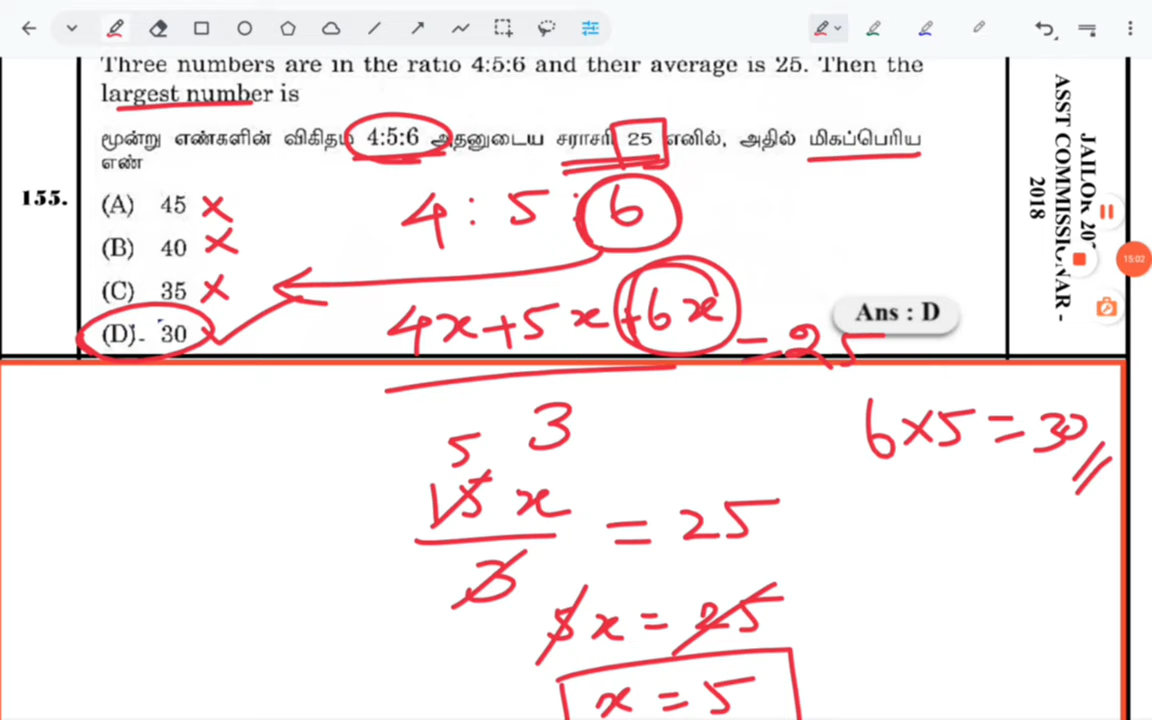 Three numbers are in the ratio 4:5:6 and their average is 25. Then the
largest number is
மூன்று எண்களின் விகிதம் 4:5:6 அதனுடைய சராசரி 25 எனில், அதில் மிகப்பெரிய
எண்
155.
(A) 45
(B) 40
(C) 35
(D) 30
4 : 5 : 6
4x+5x+6x = 25
3
Ans : D
JAILOR 20
ASST COMMISSIONAR -
2018
15:02
6×5=30
5
15 x = 25
3
5x = 25
x = 5